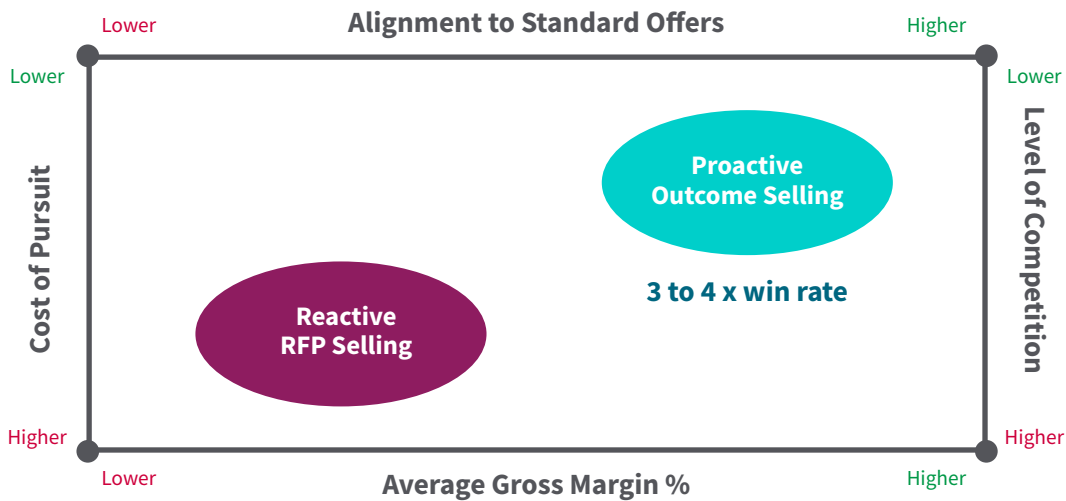 Lower
Alignment to Standard Offers
Higher
Lower
Lower
Cost of Pursuit
Level of Competition
Proactive
Outcome Selling
3 to 4 x win rate
Reactive
RFP Selling
Higher
Higher
Lower
Average Gross Margin %
Higher